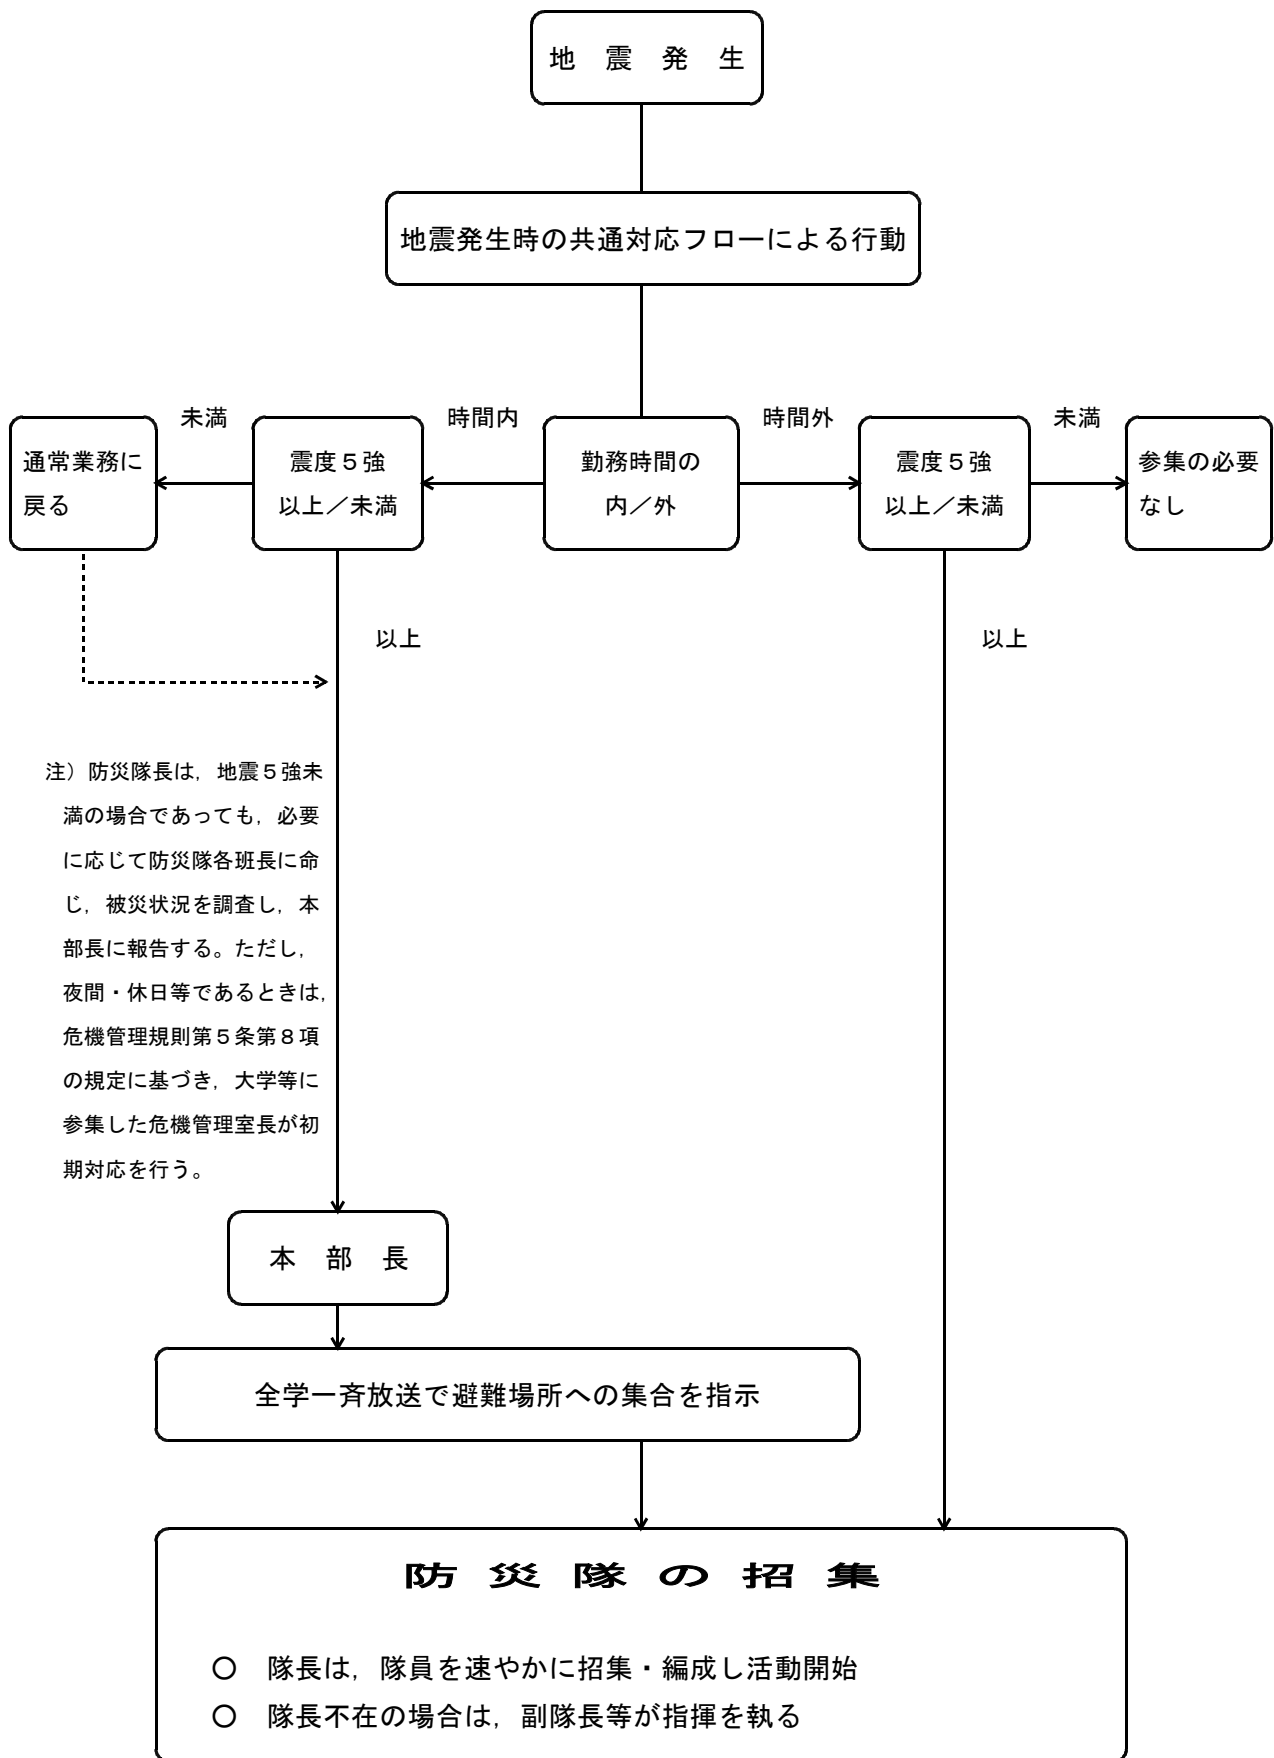 地　震　発　生
地震発生時の共通対応フローによる行動
未満
時間内
時間外
未満
通常業務に
戻る
震度５強
以上／未満
勤務時間の
内／外
震度５強
以上／未満
参集の必要
なし
以上
以上
注）防災隊長は，地震５強未
満の場合であっても，必要
に応じて防災隊各班長に命
じ，被災状況を調査し，本
部長に報告する。ただし，
夜間・休日等であるときは，
危機管理規則第５条第８項
の規定に基づき，大学等に
参集した危機管理室長が初
期対応を行う。
本　部　長
全学一斉放送で避難場所への集合を指示
防　災　隊　の　招　集
○　隊長は，隊員を速やかに招集・編成し活動開始
○　隊長不在の場合は，副隊長等が指揮を執る